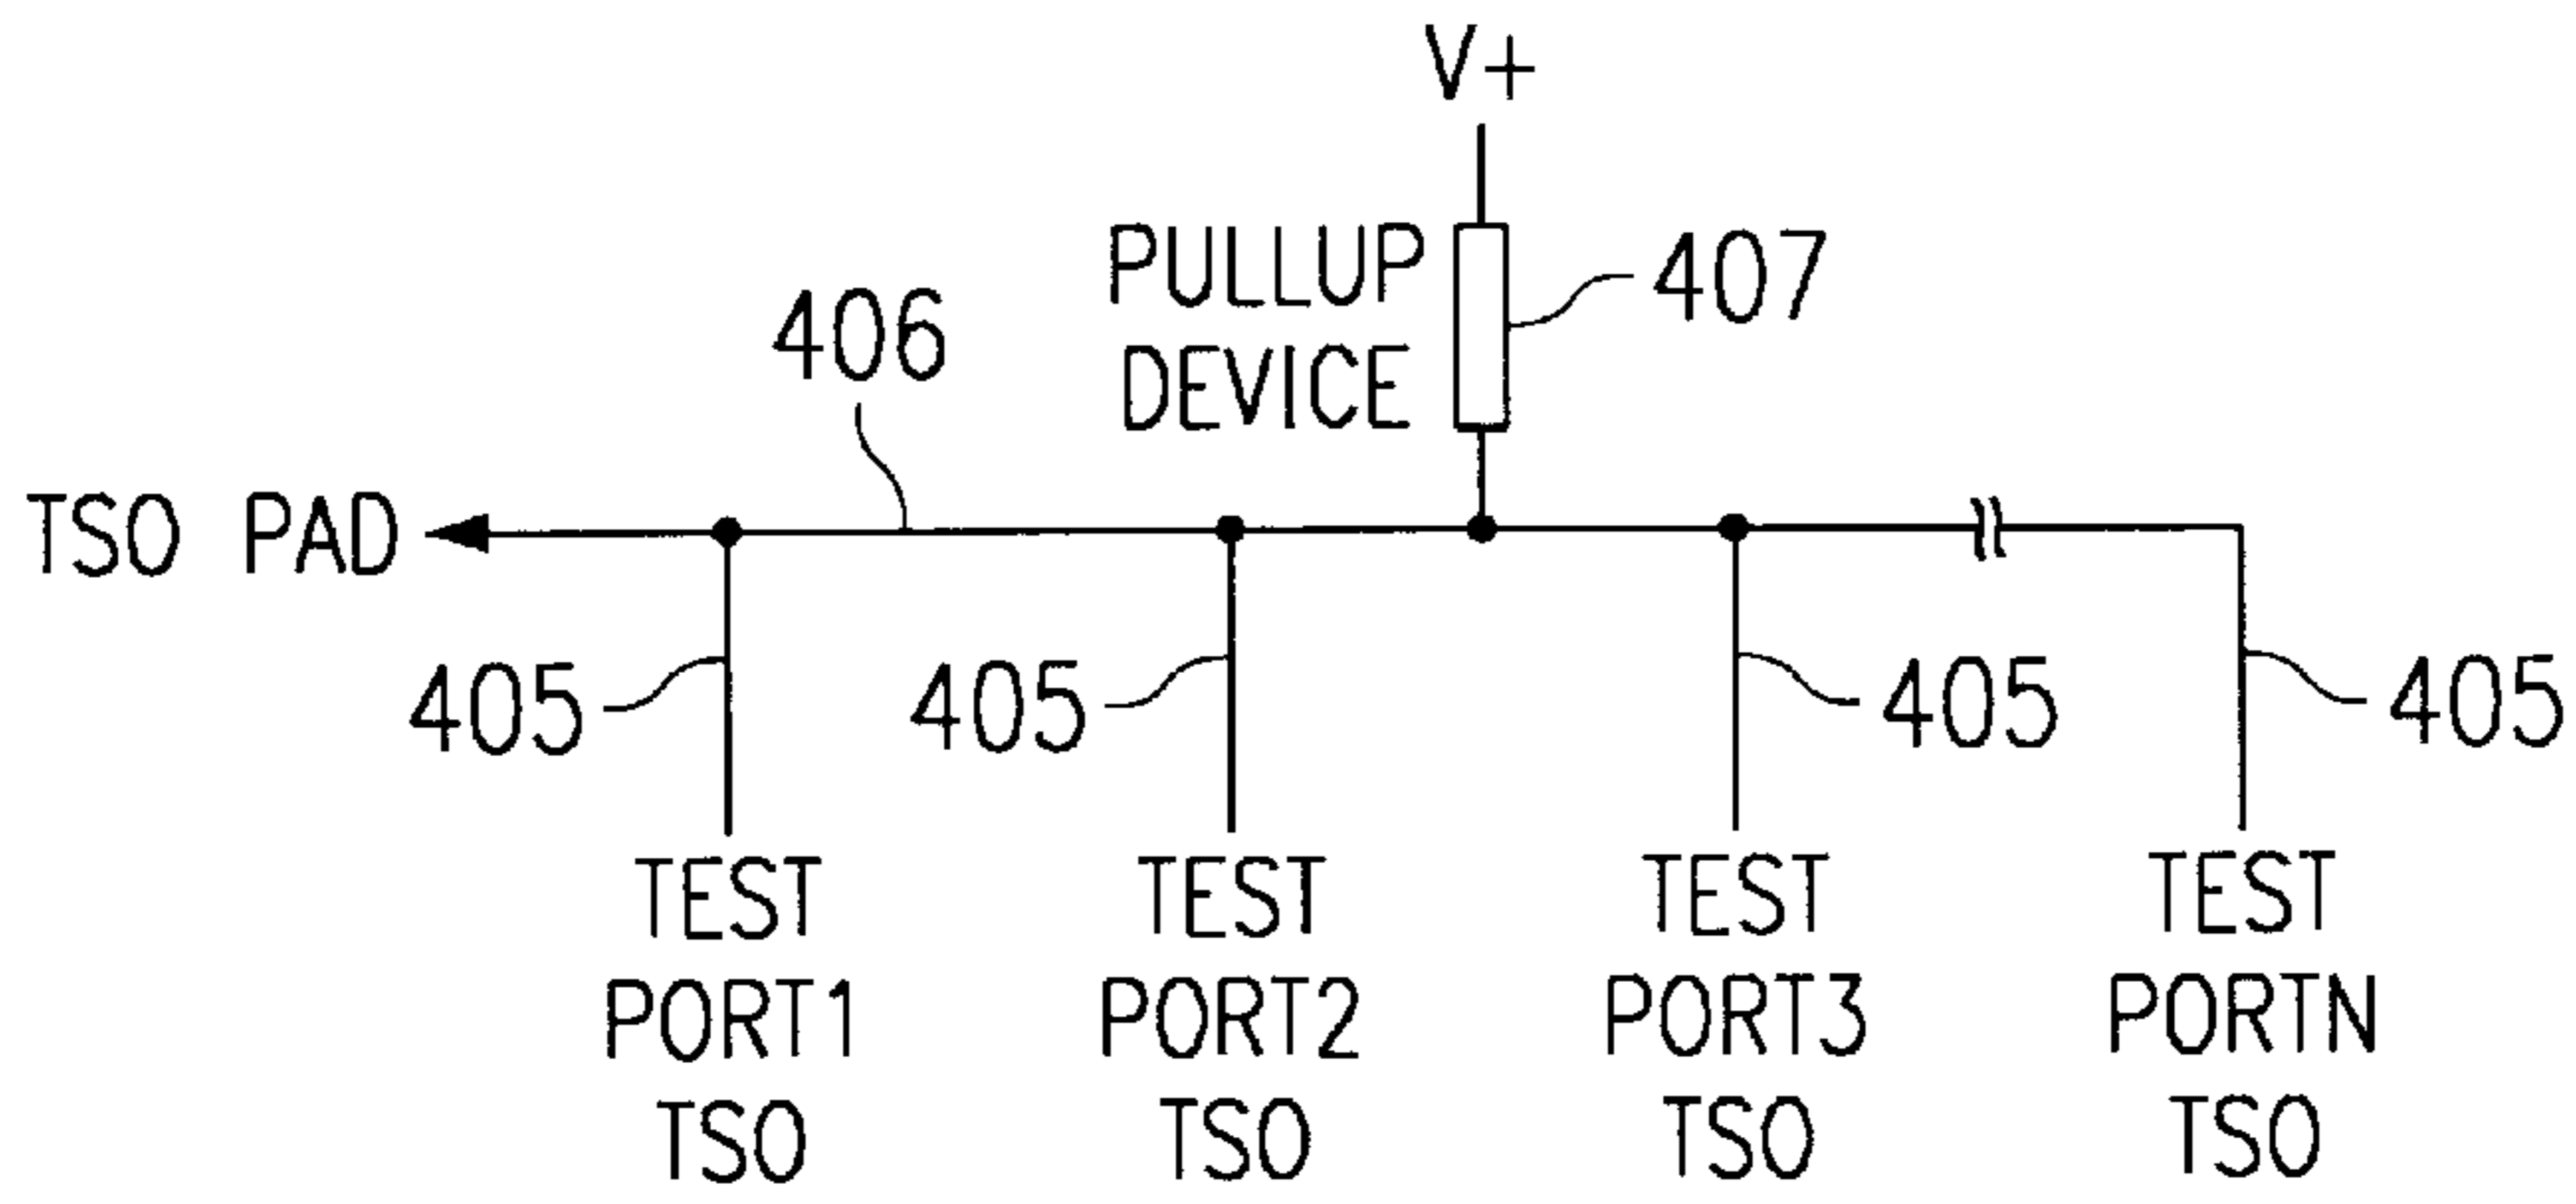 V+
PULLUP
DEVICE
407
406
TSO PAD
405
405
405
405
TEST
PORT1
TSO
TEST
PORT2
TSO
TEST
PORT3
TSO
TEST
PORTN
TSO